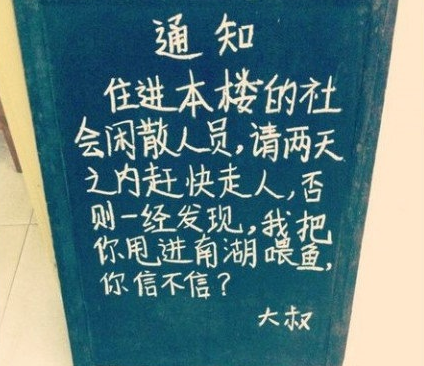 通知
住进本楼的社
会闲散人员，请两天
之内赶快走人，否
则一经发现，我把
你甩进南湖喂鱼，
你信不信？
大叔